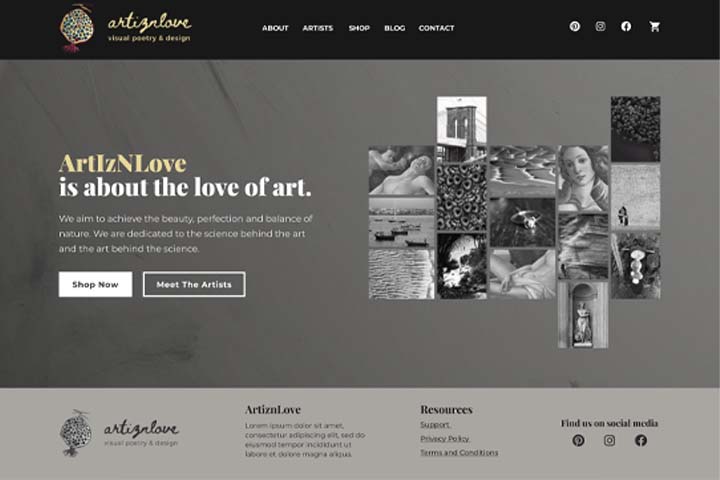 artiznlove
visual poetry & design
ABOUT ARTISTS SHOP BLOG CONTACT
ArtIzNLove
is about the love of art.
We aim to achieve the beauty, perfection and balance of
nature. We are dedicated to the science behind the art
and the art behind the science.
Shop Now
Meet The Artists
artiznlove
visual poetry & design
ArtiznLove
Lorem ipsum dolor sit amet,
consectetur adipiscing elit, sed do
eiusmod tempor incididunt ut
labore et dolore magna aliqua.
Resources
Support
Privacy Policy
Terms and Conditions
Find us on social media